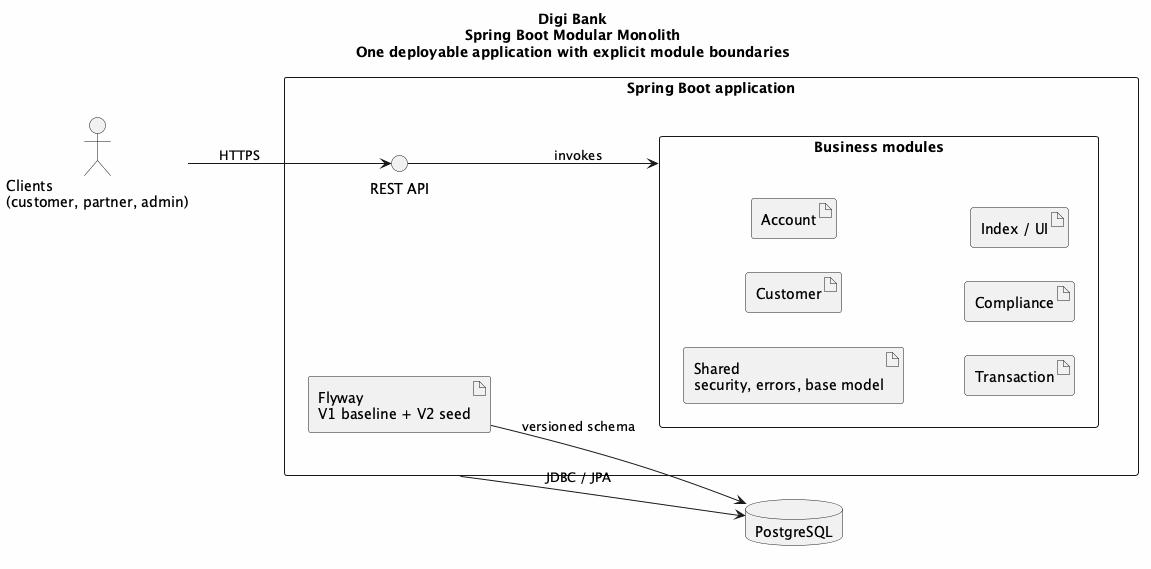 Digi Bank
Spring Boot Modular Monolith
One deployable application with explicit module boundaries
Spring Boot application
Clients
(customer, partner, admin)
HTTPS
REST API
invokes
Business modules
Account
Index / UI
Customer
Compliance
Shared
security, errors, base model
Transaction
Flyway
V1 baseline + V2 seed
versioned schema
JDBC / JPA
PostgreSQL